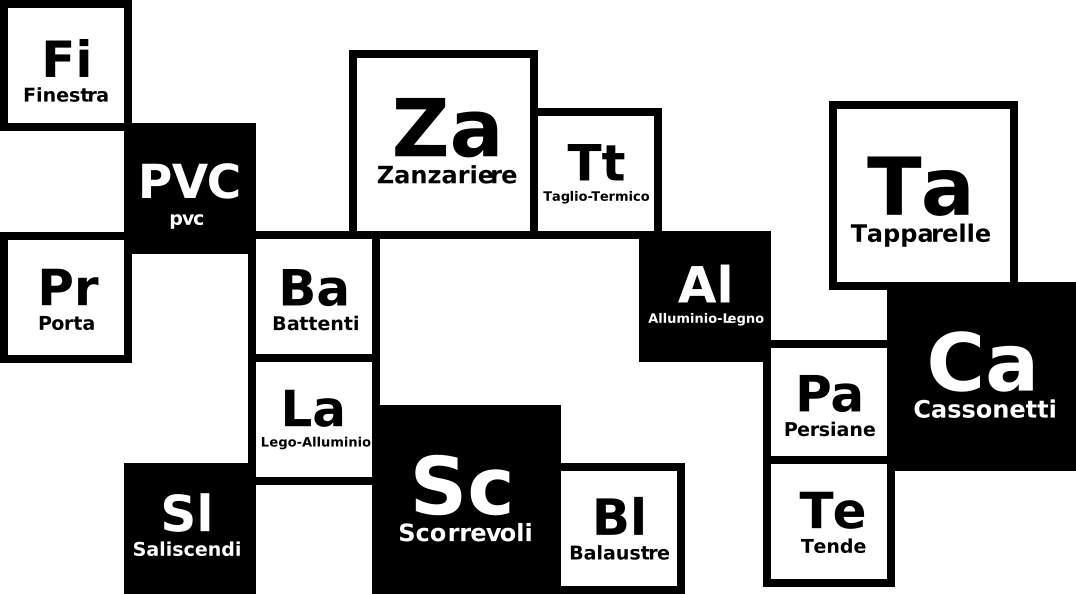 Fi
Finestra
PVC
pvc
Pr
Porta
Za
Zanzariere
Tt
Taglio-Termico
Ba
Battenti
La
Lego-Alluminio
Sl
Saliscendi
Sc
Scorrevoli
Bl
Balaustre
Al
Alluminio-Legno
Ta
Tapparelle
Ca
Cassonetti
Pa
Persiane
Te
Tende